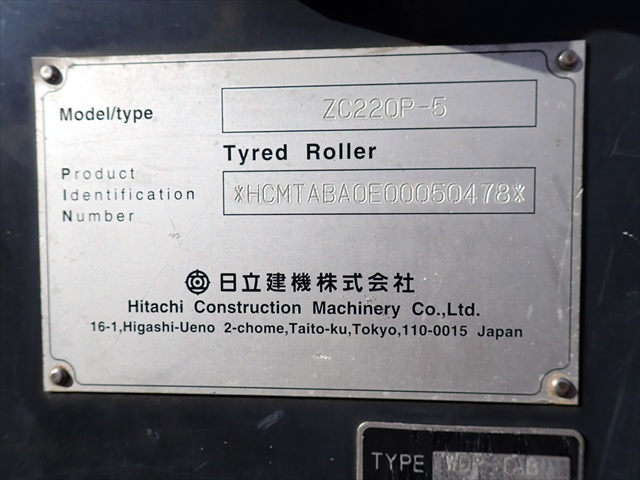 Model/type ZC220P-5
Tyred Roller
Product
Identification *HCMTABA0E00050478*
Number
日立建機株式会社
Hitachi Construction Machinery Co.,Ltd.
16-1,Higashi-Ueno 2-chome,Taito-ku,Tokyo,110-0015 Japan
TYPE